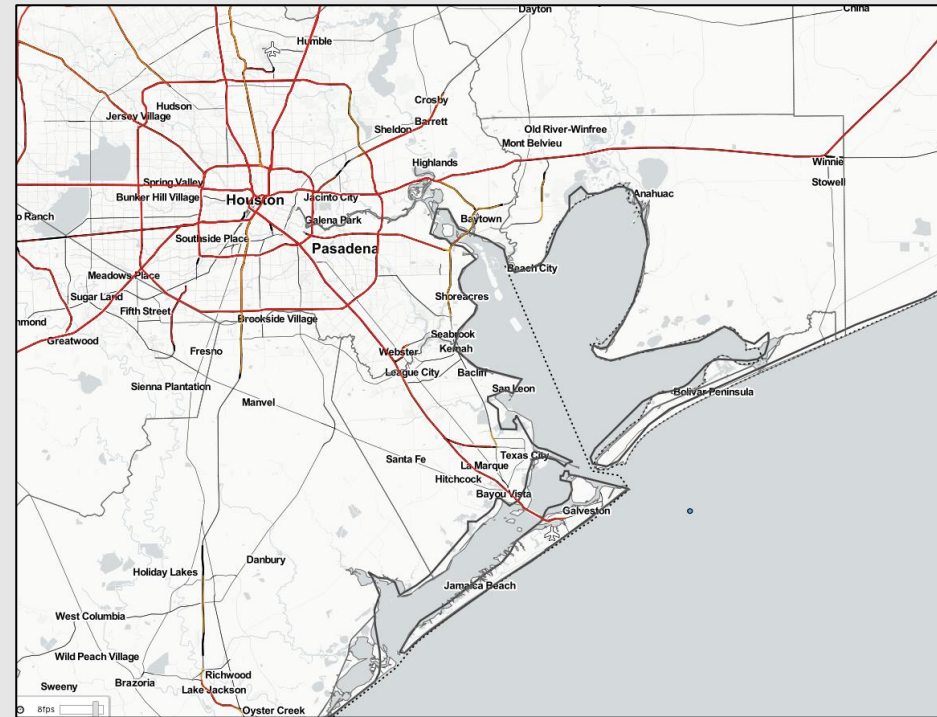 Dayton
China
Humble
Crosby
Hudson
Jersey Village
Barrett
Sheldon
Old River-Winfree
Mont Belvieu
Highlands
Winnie
Spring Valley
Stowell
Bunker Hill Village
Houston
Jacinto City
Anahuac
o Ranch
Galena Park
Baytown
Southside Place
Pasadena
Meadows Place
Beach City
Sugar Land
Shoreacres
Fifth Street
Brookside Village
mmond
Greatwood
Seabrook
Fresno
Webster
Kemah
League City
Bacliff
Sienna Plantation
San Leon
Bolivar Peninsula
Manvel
Santa Fe
Texas City
La Marque
Hitchcock
Bayou Vista
Galveston
Danbury
Holiday Lakes
Jamaica Beach
West Columbia
Wild Peach Village
Richwood
Brazoria
Sweeny
Lake Jackson
8fps
Oyster Creek